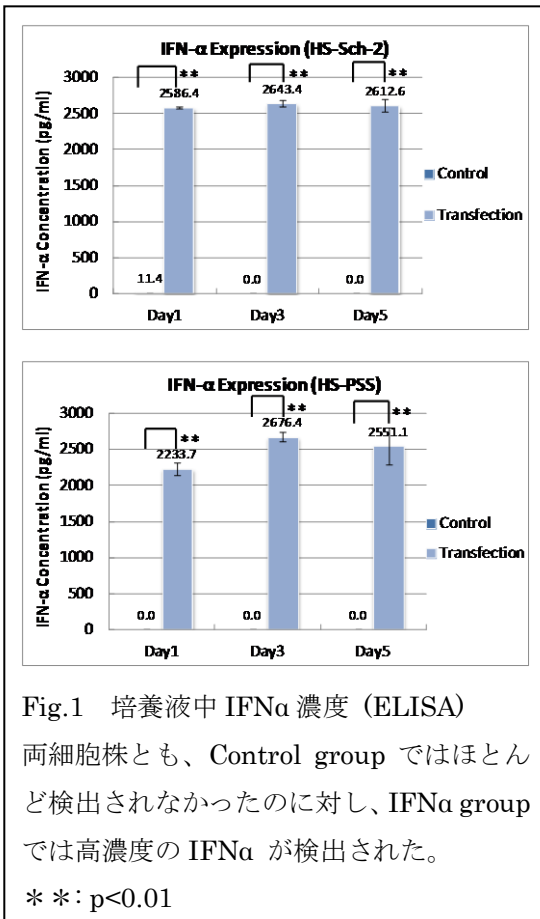 IFN-α Expression (HS-Sch-2)
IFN-α Concentration (pg/ml)
3000
2500
2000
1500
1000
500
0
**
**
**
2586.4
2643.4
2612.6
11.4
0.0
0.0
Day1
Day3
Day5
Control
Transfection
IFN-α Expression (HS-PSS)
IFN-α Concentration (pg/ml)
3000
2500
2000
1500
1000
500
0
**
**
**
2233.7
2676.4
2551.1
0.0
0.0
0.0
Day1
Day3
Day5
Control
Transfection
Fig.1 培養液中 IFNα 濃度 (ELISA)
両細胞株とも、Control group ではほとん
ど検出されなかったのに対し、IFNα group
では高濃度の IFNα が検出された。
＊＊: p<0.01